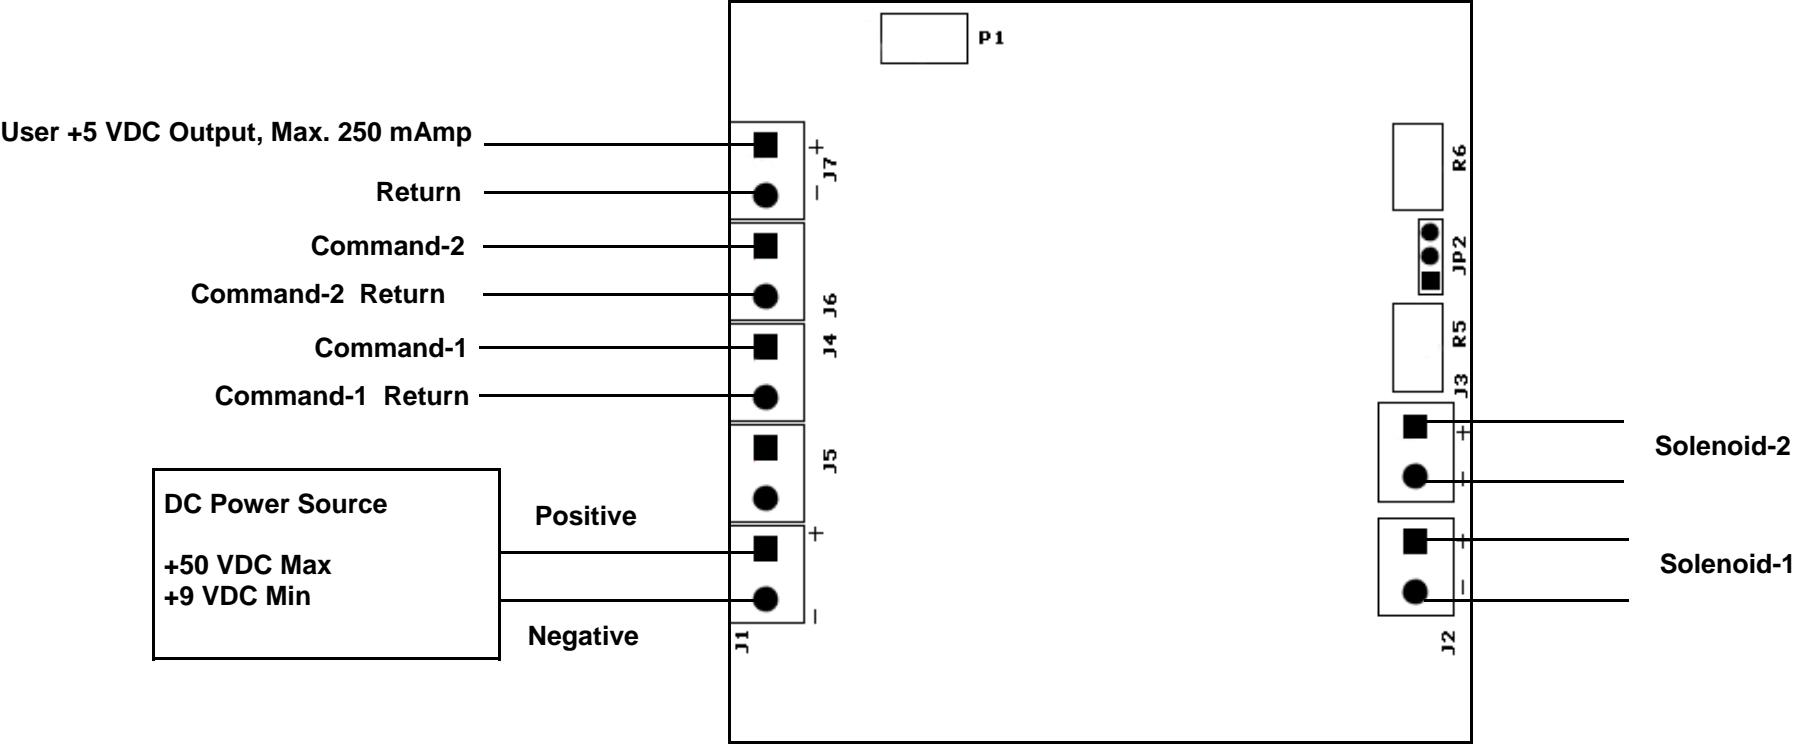 P1
User +5 VDC Output, Max. 250 mAmp
+
J7
–
Return
R6
Command-2
JP2
Command-2 Return
J6
Command-1
J4
R5
Command-1 Return
J3
+
Solenoid-2
J5
DC Power Source
Positive
+
+
Solenoid-1
+50 VDC Max
+9 VDC Min
–
–
Negative
J1
J2